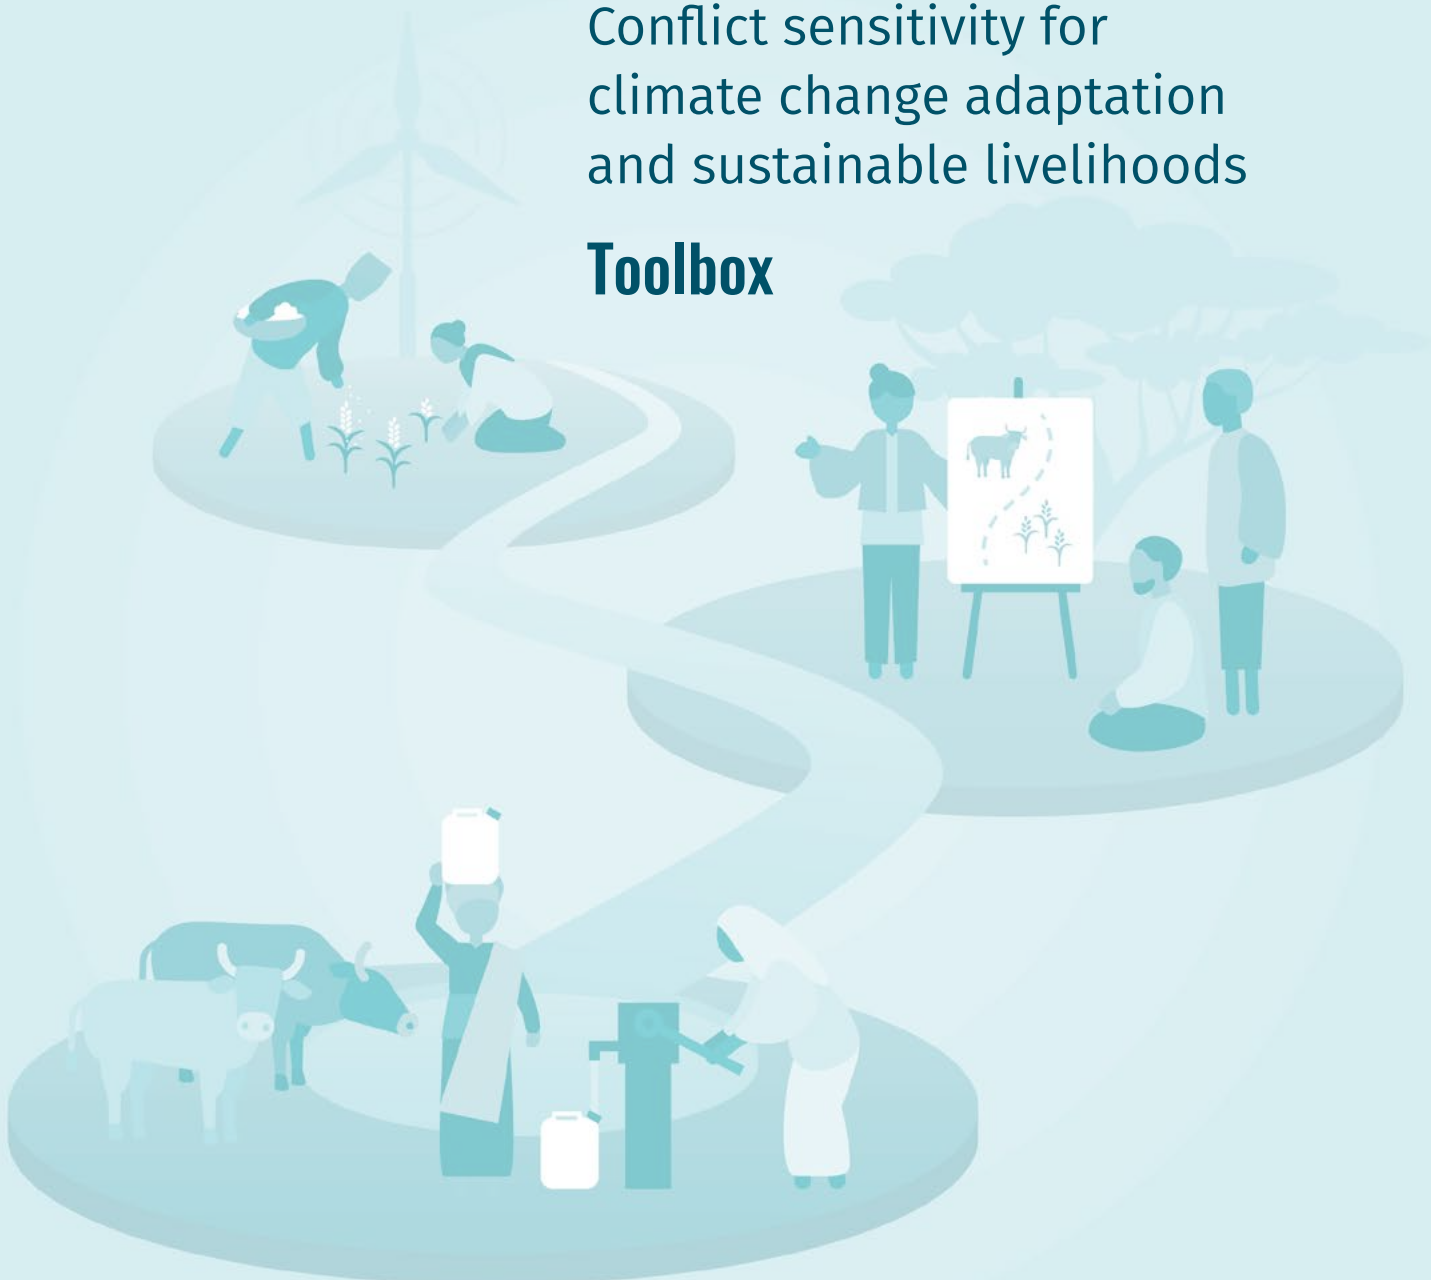 Conflict sensitivity for
climate change adaptation
and sustainable livelihoods
Toolbox